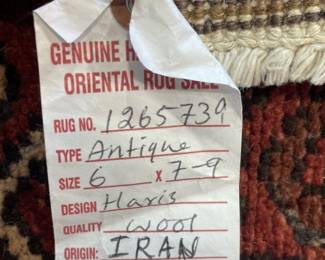 GENUINE H
ORIENTAL RUG SALE
RUG NO. 1265739
TYPE Antique
SIZE 6 x 7-9
DESIGN Haris
QUALITY wool
ORIGIN: IRAN